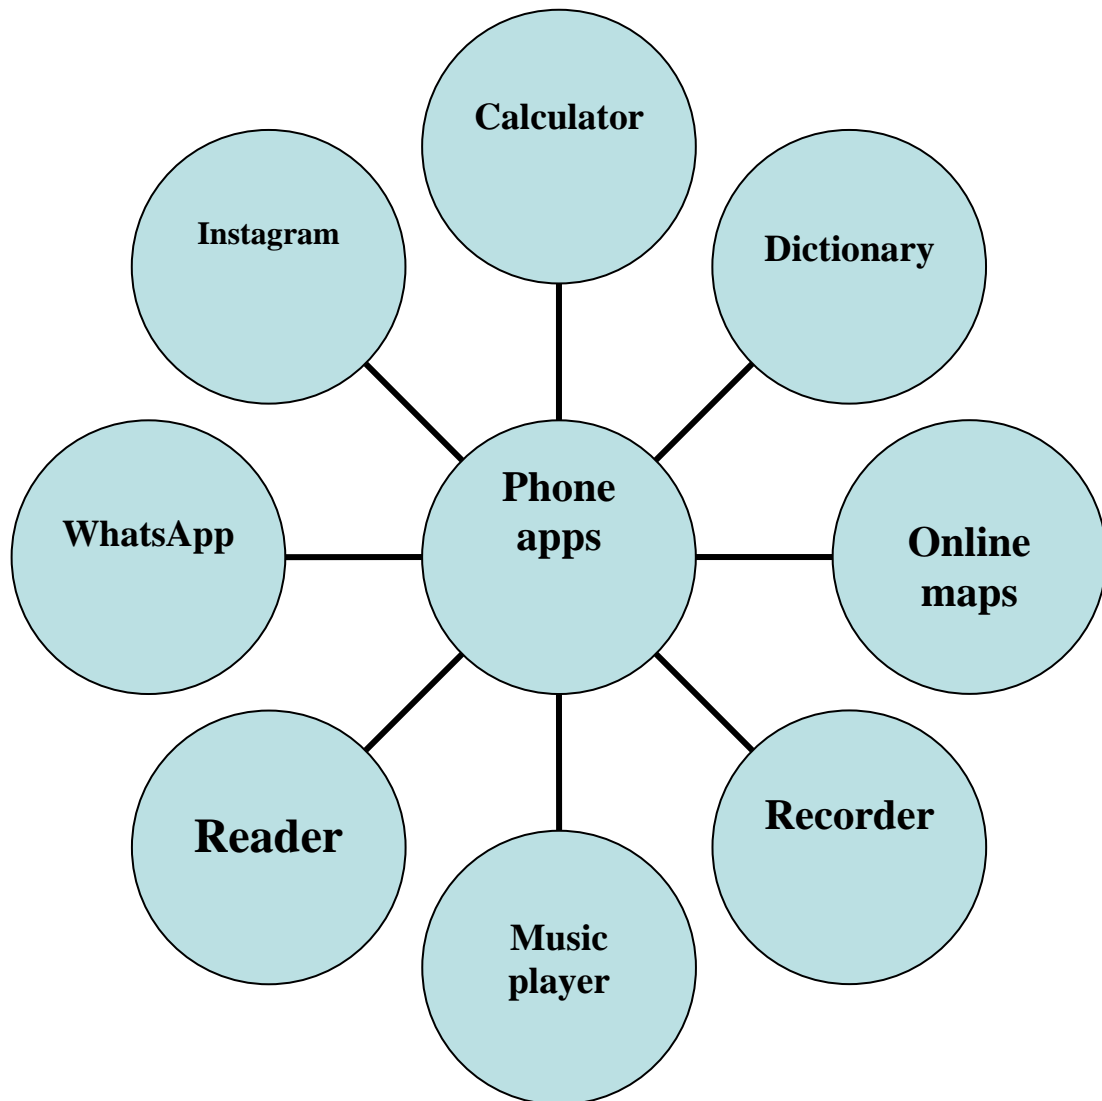 Calculator
Instagram
Dictionary
Phone
apps
WhatsApp
Online
maps
Reader
Recorder
Music
player